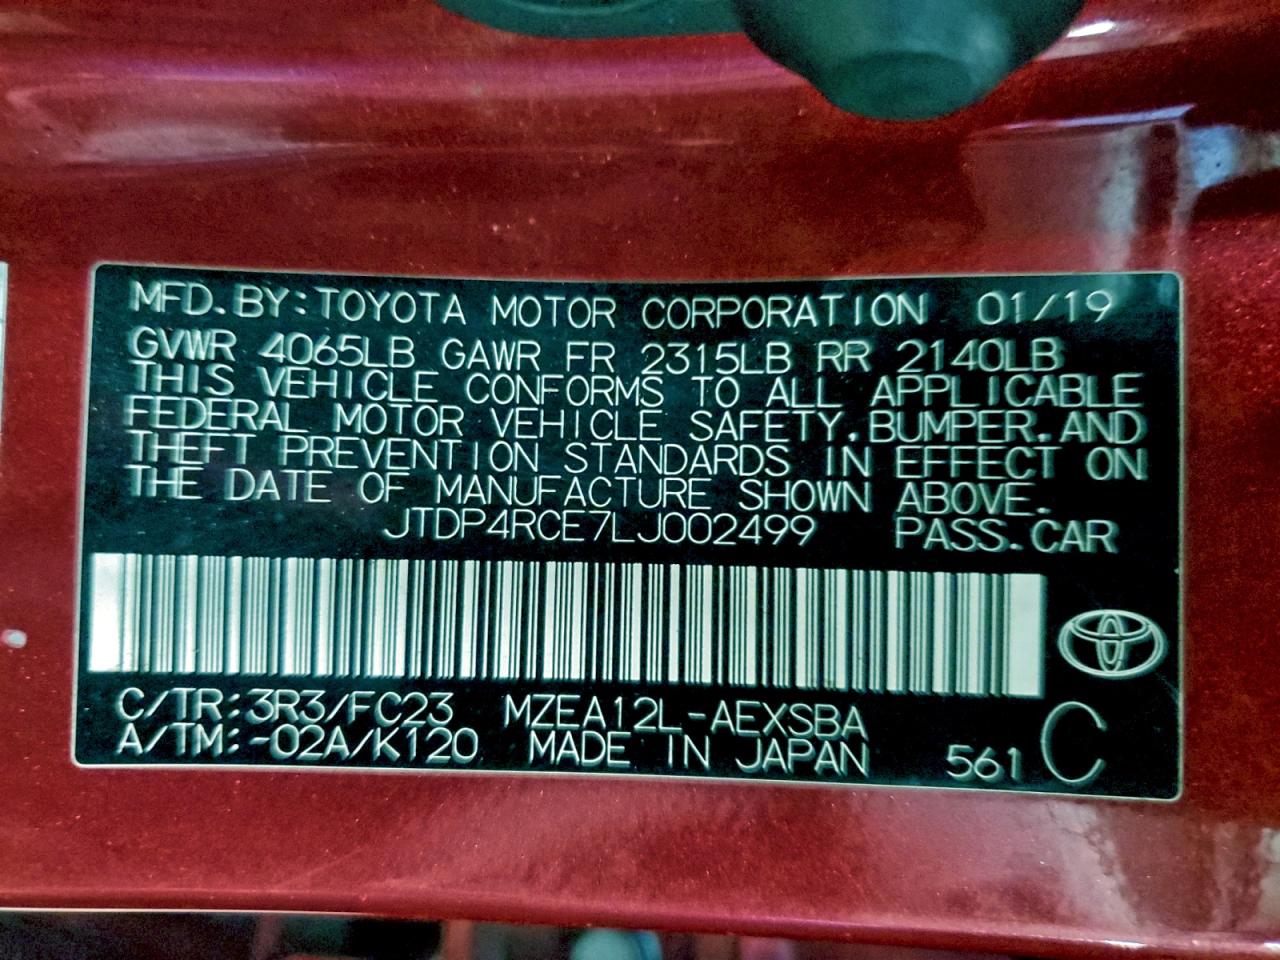 MFD. BY: TOYOTA MOTOR CORPORATION 01/19
GVWR 4065LB GAWR FR 2315LB RR 2140LB
THIS VEHICLE CONFORMS TO ALL APPLICABLE
FEDERAL MOTOR VEHICLE SAFETY, BUMPER, AND
THEFT PREVENTION STANDARDS IN EFFECT ON
THE DATE OF MANUFACTURE SHOWN ABOVE.
JTDP4RCE7LJ002499 PASS. CAR
C/TR: 3R3/FC23 MZEA12L-AEXSBA C
A/TM: -02A/K120 MADE IN JAPAN 561